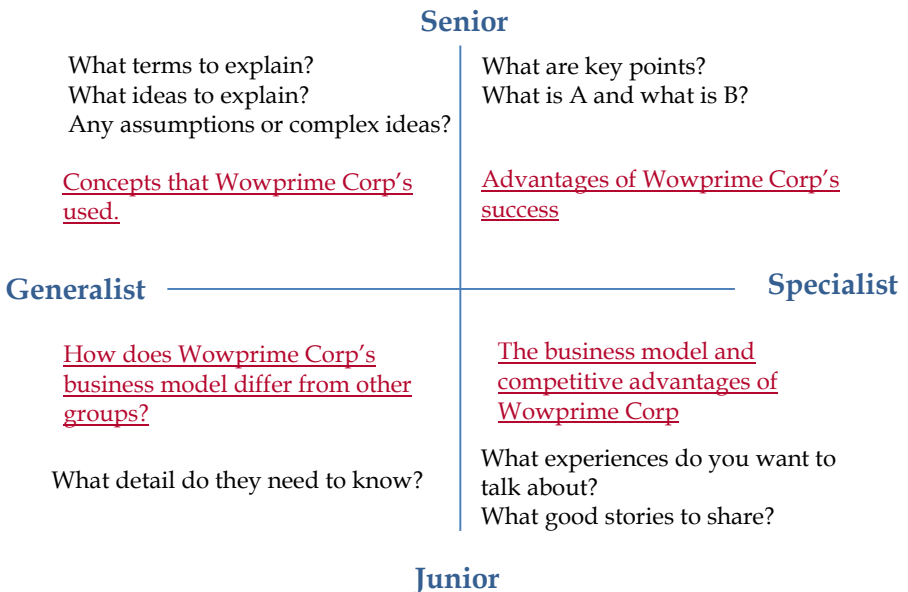 Senior
What terms to explain?
What ideas to explain?
Any assumptions or complex ideas?
Concepts that Wowprime Corp's
used.
What are key points?
What is A and what is B?
Advantages of Wowprime Corp's
success
Generalist
Specialist
How does Wowprime Corp's
business model differ from other
groups?
What detail do they need to know?
The business model and
competitive advantages of
Wowprime Corp
What experiences do you want to
talk about?
What good stories to share?
Junior